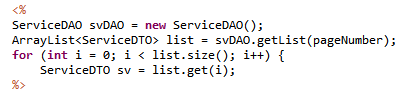 <%
ServiceDAO svDAO = new ServiceDAO();
ArrayList<ServiceDTO> list = svDAO.getList(pageNumber);
for (int i = 0; i < list.size(); i++) {
    ServiceDTO sv = list.get(i);
%>